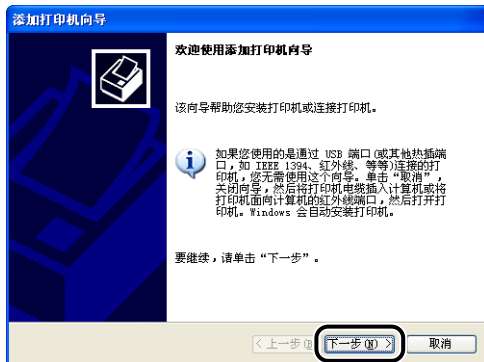 添加打印机向导
欢迎使用添加打印机向导
该向导帮助您安装打印机或连接打印机。
如果您使用的是通过 USB 端口(或其他热插端
口，如 IEEE 1394、红外线、等等)连接的打
印机，您无需使用这个向导。单击“取消”，
关闭向导，然后将打印机电缆插入计算机或将
打印机面向计算机的红外线端口，然后打开打
印机。Windows 会自动安装打印机。
要继续，请单击“下一步”。
<上一步(B 下一步(N) > 取消